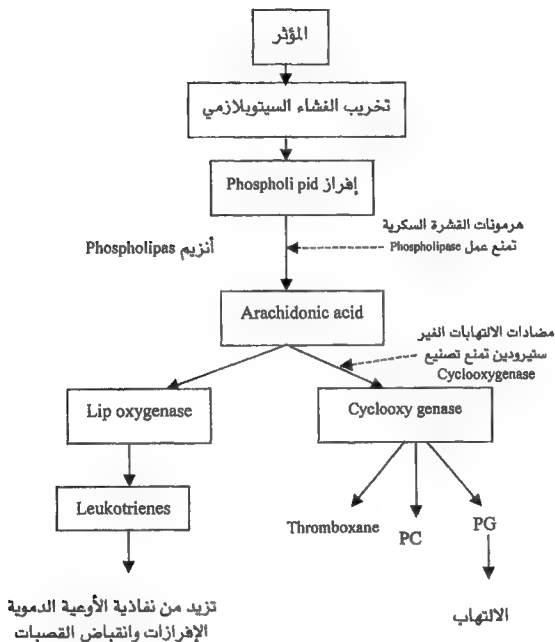 المؤثر
تخريب الغشاء السيتوبلازمي
إفراز Phospholi pid
هرمونات القشرة السكرية
تمنع عمل Phospholipase
أنزيم Phospholipas
Arachidonic acid
مضادات الالتهابات الغير
ستيرودين تمنع تصنيع
Cyclooxygenase
Lip oxygenase
Cyclooxy genase
Leukotrienes
Thromboxane
PC
PG
تزيد من نفاذية الأوعية الدموية
الإفرازات وانقباض القصبات
الالتهاب